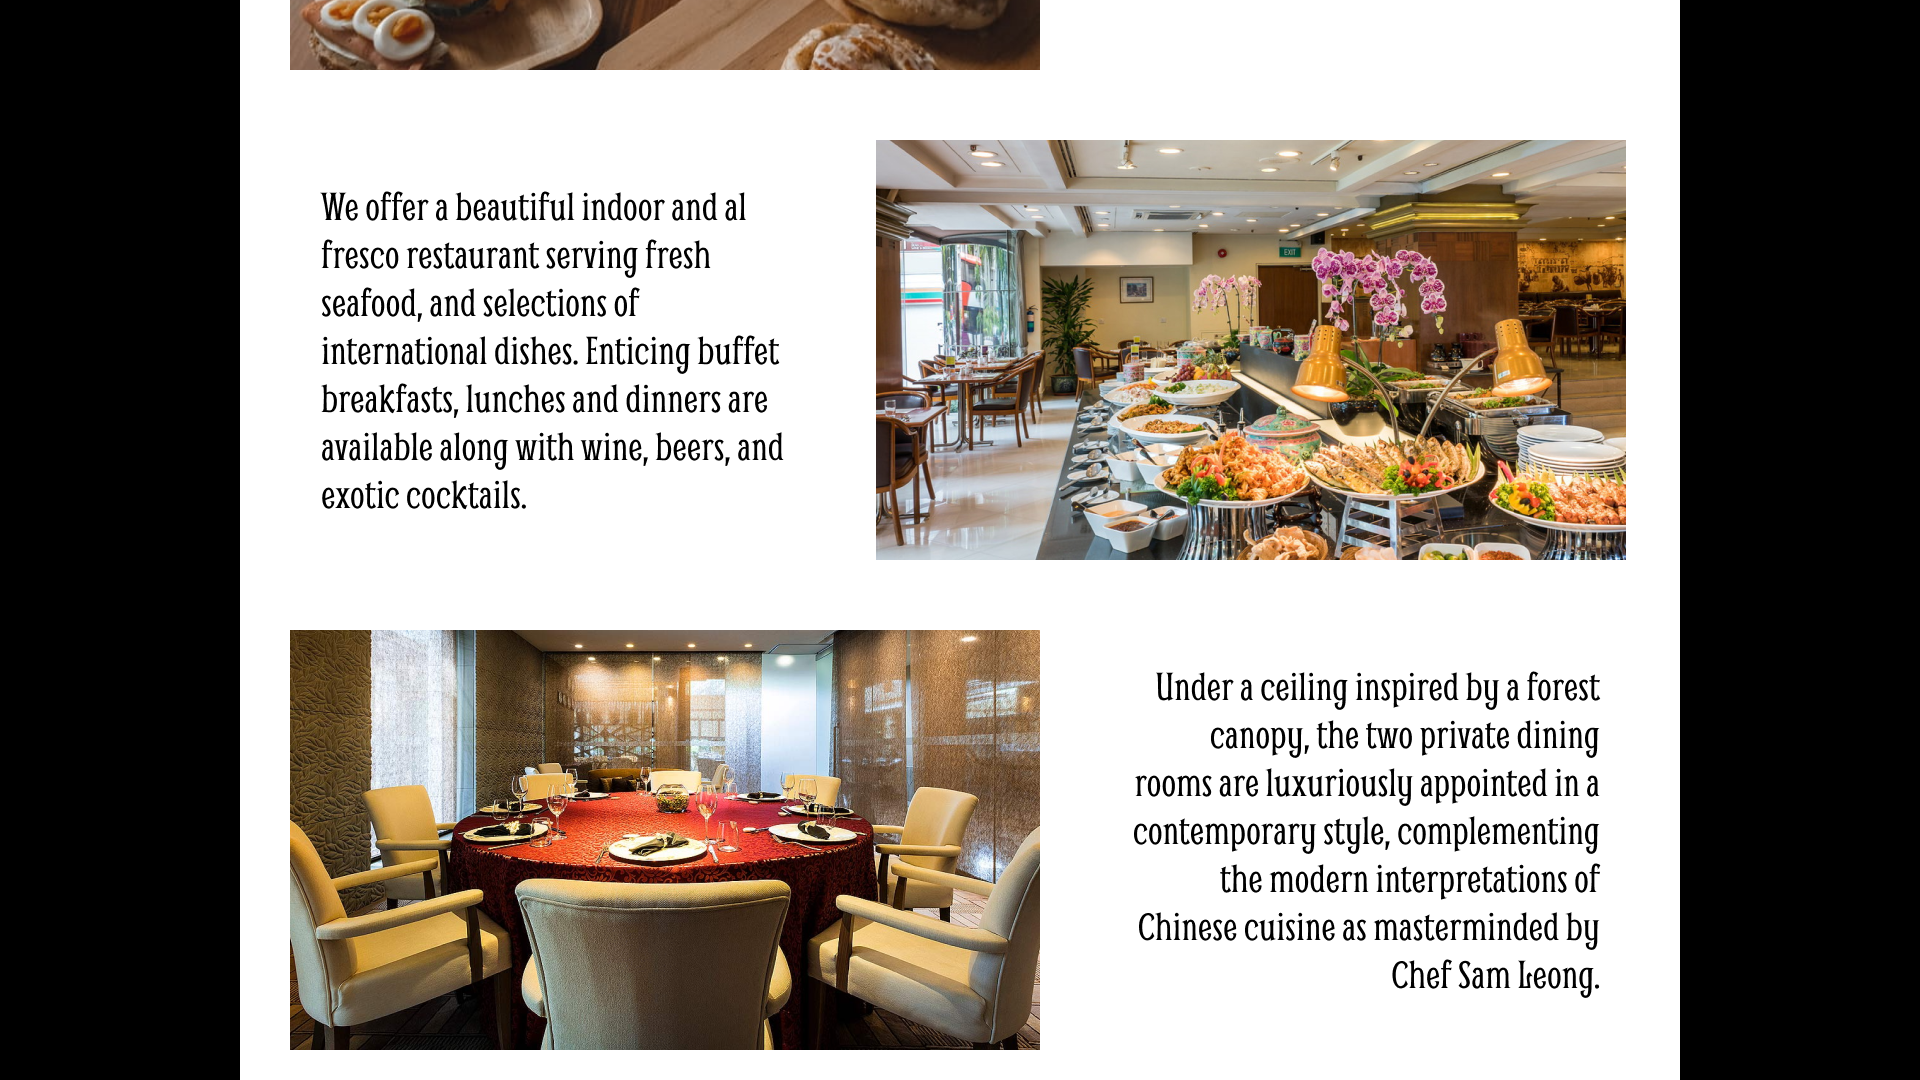 We offer a beautiful indoor and al
fresco restaurant serving fresh
seafood, and selections of
international dishes. Enticing buffet
breakfasts, lunches and dinners are
available along with wine, beers, and
exotic cocktails.
EXIT
Under a ceiling inspired by a forest
canopy, the two private dining
rooms are luxuriously appointed in a
contemporary style, complementing
the modern interpretations of
Chinese cuisine as masterminded by
Chef Sam Leong.